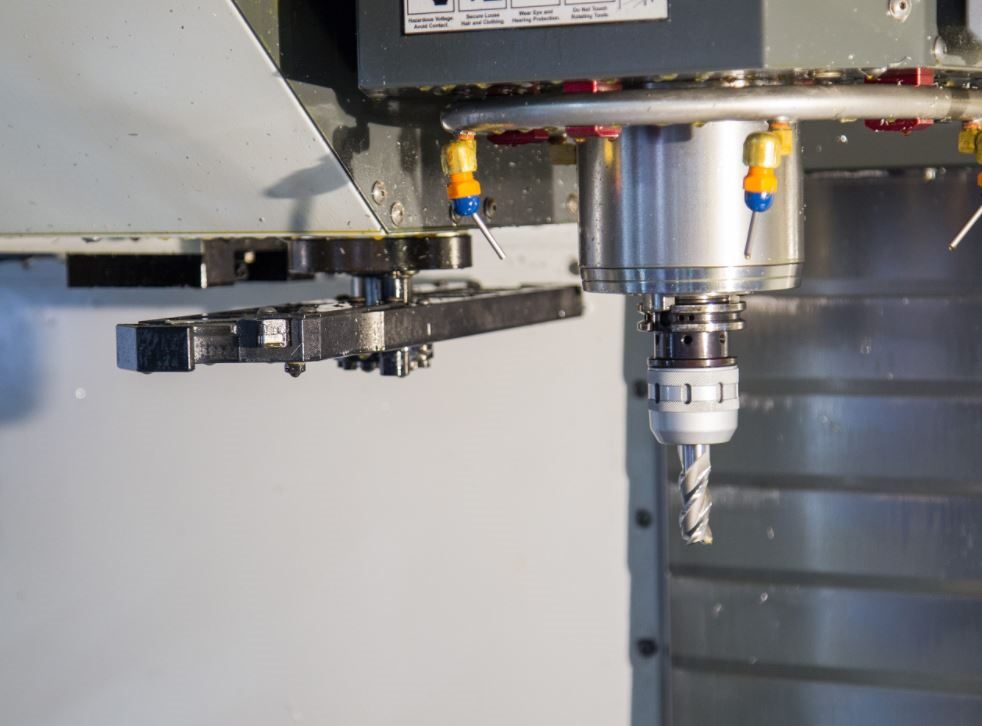 Hazardous Voltage.
Avoid Contact.
Secure Loose
Hair and Clothing.
Wear Eye and
Hearing Protection.
Do Not Touch
Rotating Tools.